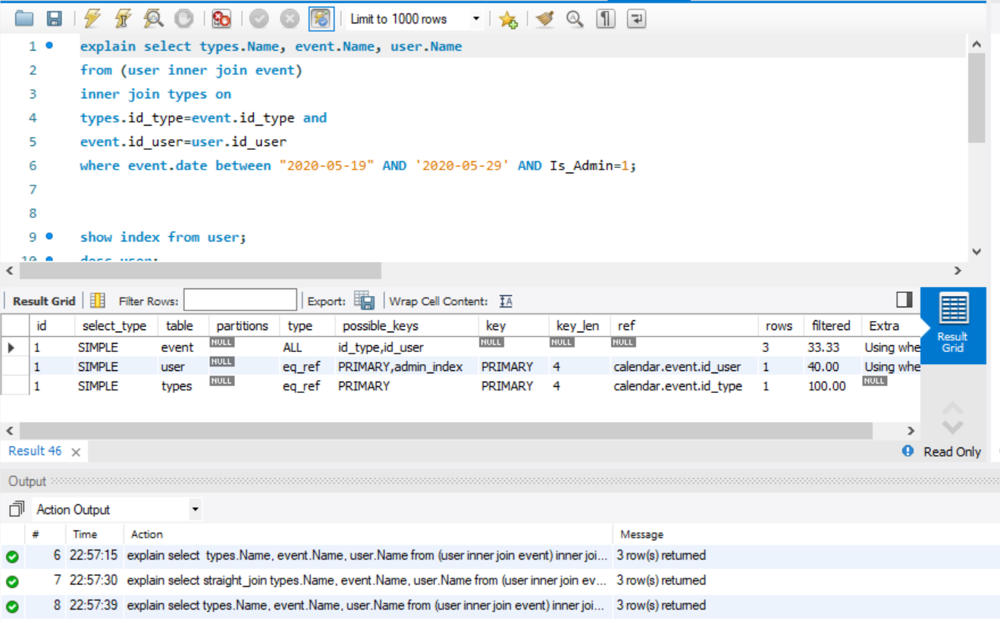 Limit to 1000 rows
1 explain select types.Name, event.Name, user.Name
2 from (user inner join event)
3 inner join types on
4 types.id_type=event.id_type and
5 event.id_user=user.id_user
6 where event.date between "2020-05-19" AND '2020-05-29' AND Is_Admin=1;
7
8
9 show index from user;
10 desc user;
Result Grid Filter Rows: Export: Wrap Cell Content:
Result Grid
id select_type table partitions type possible_keys key key_len ref rows filtered Extra
1 SIMPLE event NULL ALL id_type,id_user NULL NULL NULL 3 33.33 Using whe
1 SIMPLE user NULL eq_ref PRIMARY,admin_index PRIMARY 4 calendar.event.id_user 1 40.00 Using whe
1 SIMPLE types NULL eq_ref PRIMARY PRIMARY 4 calendar.event.id_type 1 100.00 NULL
Result 46 Read Only
Output
Action Output
# Time Action Message
6 22:57:15 explain select types.Name, event.Name, user.Name from (user inner join event) inner joi... 3 row(s) returned
7 22:57:30 explain select straight_join types.Name, event.Name, user.Name from (user inner join ev... 3 row(s) returned
8 22:57:39 explain select types.Name, event.Name, user.Name from (user inner join event) inner joi... 3 row(s) returned